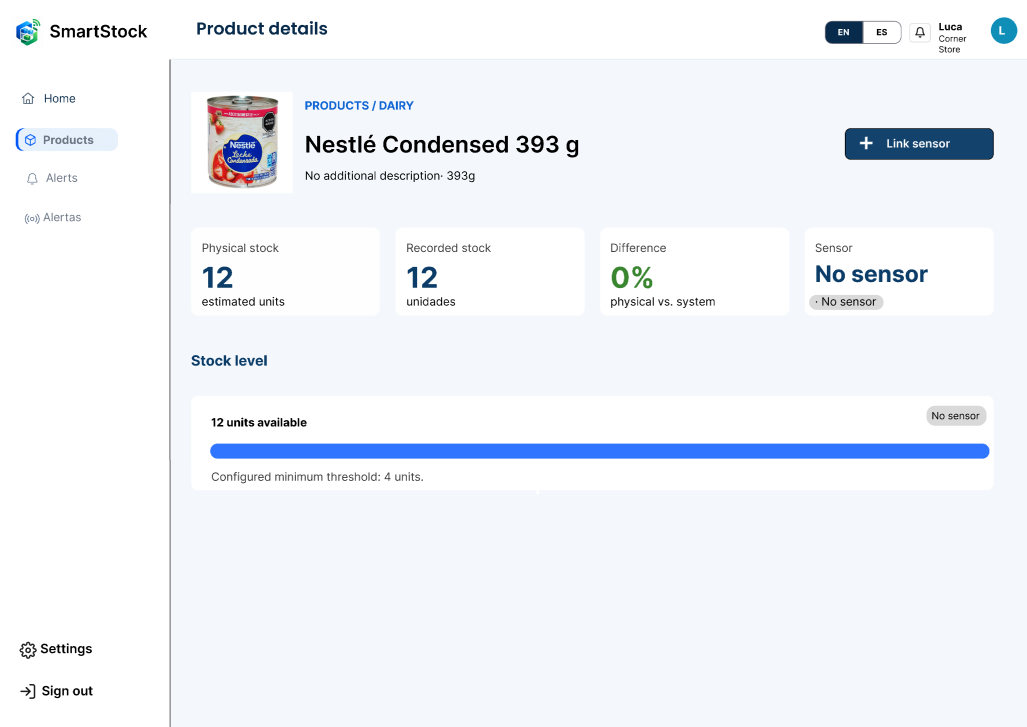 SmartStock
Product details
EN
ES
Luca
Corner
Store
L
Home
Products
Alerts
Alertas
Settings
Sign out
PRODUCTS / DAIRY
Nestlé Condensed 393 g
No additional description· 393g
Link sensor
Nestlé
Leche
Condensada
Physical stock
12
estimated units
Recorded stock
12
unidades
Difference
0%
physical vs. system
Sensor
No sensor
· No sensor
Stock level
12 units available
No sensor
Configured minimum threshold: 4 units.